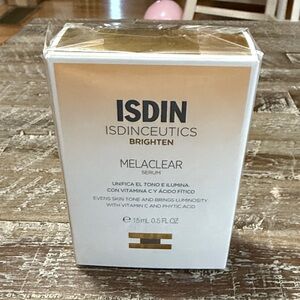 ISDIN
ISDINCEUTICS
BRIGHTEN
MELACLEAR
SERUM
UNIFICA EL TONO E ILUMINA
CON VITAMINA C Y ÁCIDO FÍTICO
EVENS SKIN TONE AND BRINGS LUMINOSITY
WITH VITAMIN C AND PHYTIC ACID
℮ 15mL 0.5 FL.OZ